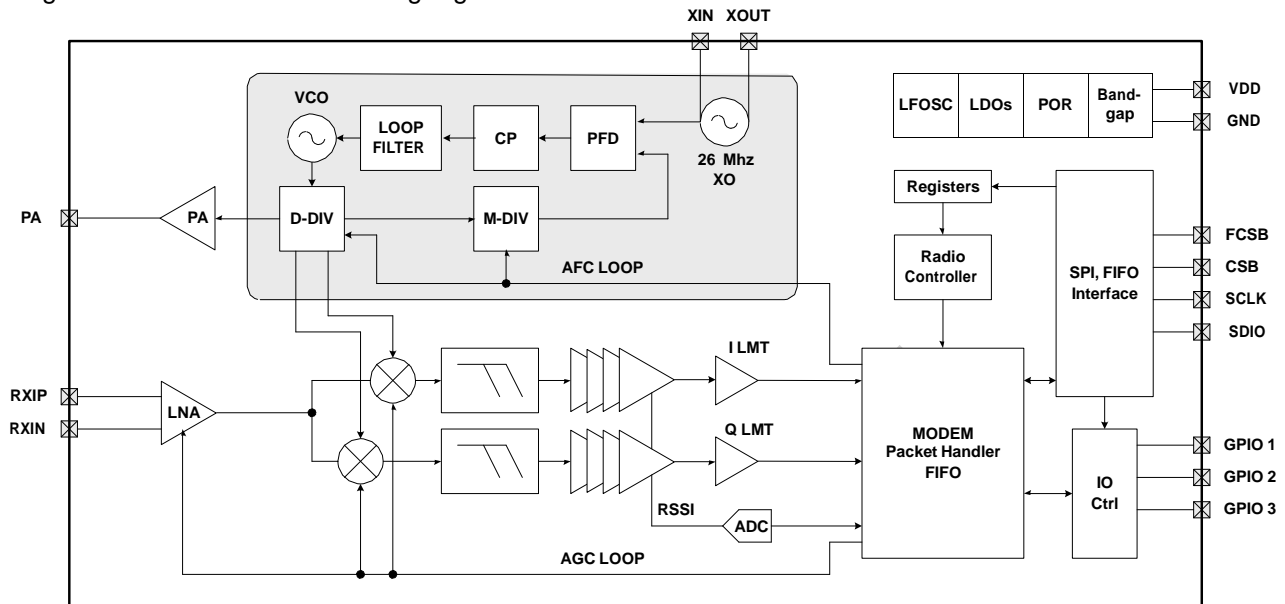 XIN XOUT
VCO
LOOP
FILTER
CP
PFD
26 Mhz
XO
LFOSC
LDOs
POR
Band-
gap
VDD
GND
PA
PA
D-DIV
M-DIV
AFC LOOP
Registers
Radio
Controller
SPI, FIFO
Interface
FCSB
CSB
SCLK
SDIO
RXIP
RXIN
LNA
I LMT
Q LMT
RSSI
ADC
AGC LOOP
MODEM
Packet Handler
FIFO
IO
Ctrl
GPIO 1
GPIO 2
GPIO 3